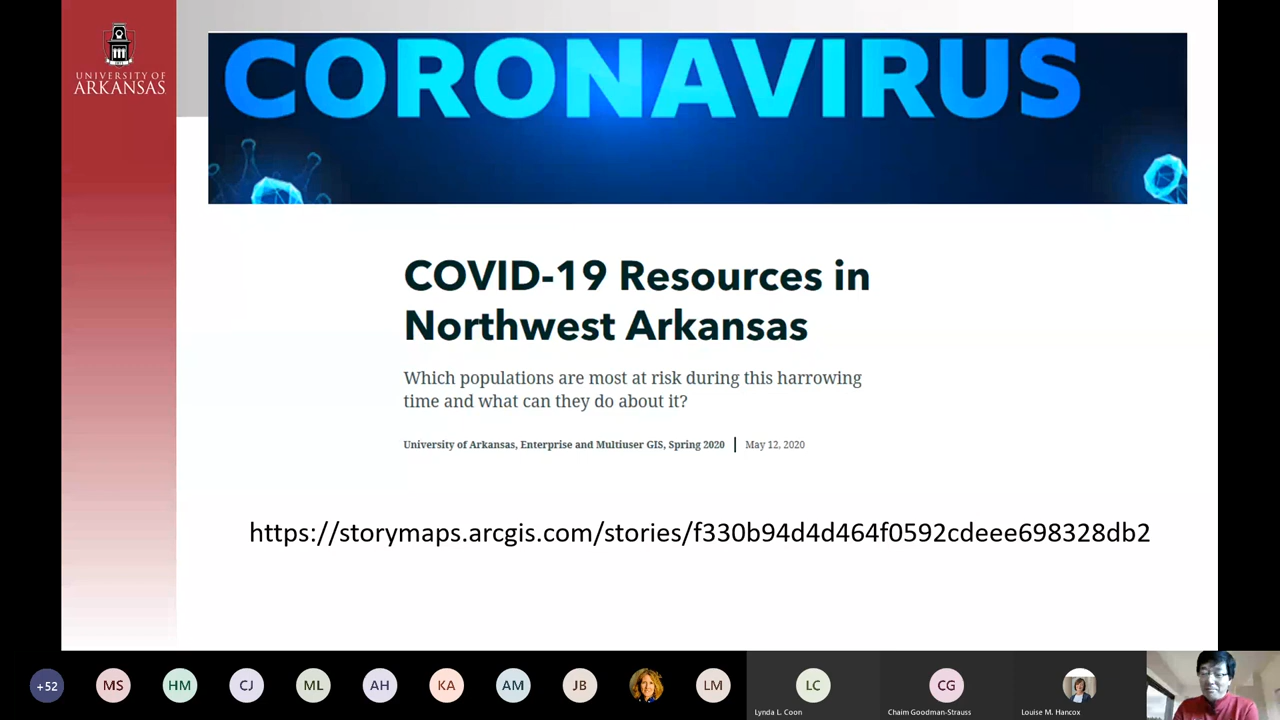 UNIVERSITY OF
ARKANSAS
CORONAVIRUS
COVID-19 Resources in
Northwest Arkansas
Which populations are most at risk during this harrowing
time and what can they do about it?
University of Arkansas, Enterprise and Multiuser GIS, Spring 2020 | May 12, 2020
https://storymaps.arcgis.com/stories/f330b94d4d464f0592cdeee698328db2
+52 MS HM CJ ML AH KA AM JB LM LC CG
Lynda L. Coon Chaim Goodman-Strauss Louise M. Hancox